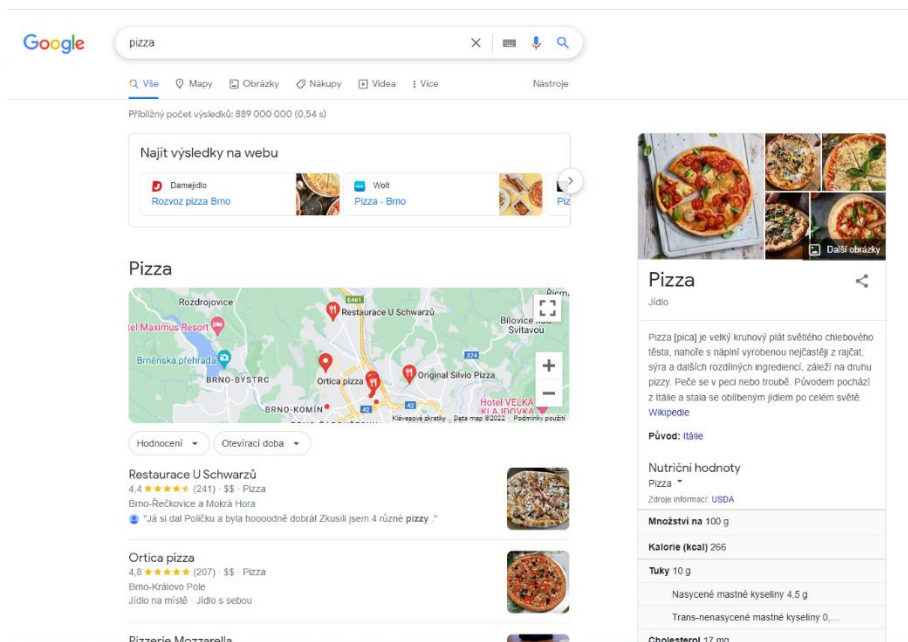 Google
pizza
Vše
Mapy
Obrázky
Nákupy
Videa
Více
Nástroje
Přibližný počet výsledků: 889 000 000 (0,54 s)
Najít výsledky na webu
Damejidlo
Rozvoz pizza Brno
Wolt
Pizza - Brno
Piz
Pizza
Rozdrojovice
E461
Restaurace U Schwarzů
Bílovice nad
Svitavou
tel Maximus Resort
Brněnská přehrada
374
BRNO-BYSTRC
Ortica pizza
Original Silvio Pizza
BRNO-KOMÍN
42
42
Hotel VELKÁ
KLAJDOVKA
Klávesové zkratky
Data map ©2022
Podmínky použití
Hodnocení
Otevírací doba
Restaurace U Schwarzů
4,4 (241) · $$ · Pizza
Brno-Řečkovice a Mokrá Hora
"Já si dal Poličku a byla hoooodně dobrá! Zkusili jsem 4 různé pizzy ."
Ortica pizza
4,8 (207) · $$ · Pizza
Brno-Královo Pole
Jídlo na místě · Jídlo s sebou
Pizzerie Mozzarella
Další obrázky
Pizza
Jídlo
Pizza [pica] je velký kruhový plát světlého chlebového
těsta, nahoře s náplní vyrobenou nejčastěji z rajčat,
sýra a dalších rozdílných ingrediencí, záleží na druhu
pizzy. Peče se v peci nebo troubě. Původem pochází
z Itálie a stala se oblíbeným jídlem po celém světě.
Wikipedie
Původ: Itálie
Nutriční hodnoty
Pizza
Zdroje informací: USDA
Množství na 100 g
Kalorie (kcal) 266
Tuky 10 g
Nasycené mastné kyseliny 4,5 g
Trans-nenasycené mastné kyseliny 0,...
Cholesterol 17 mg